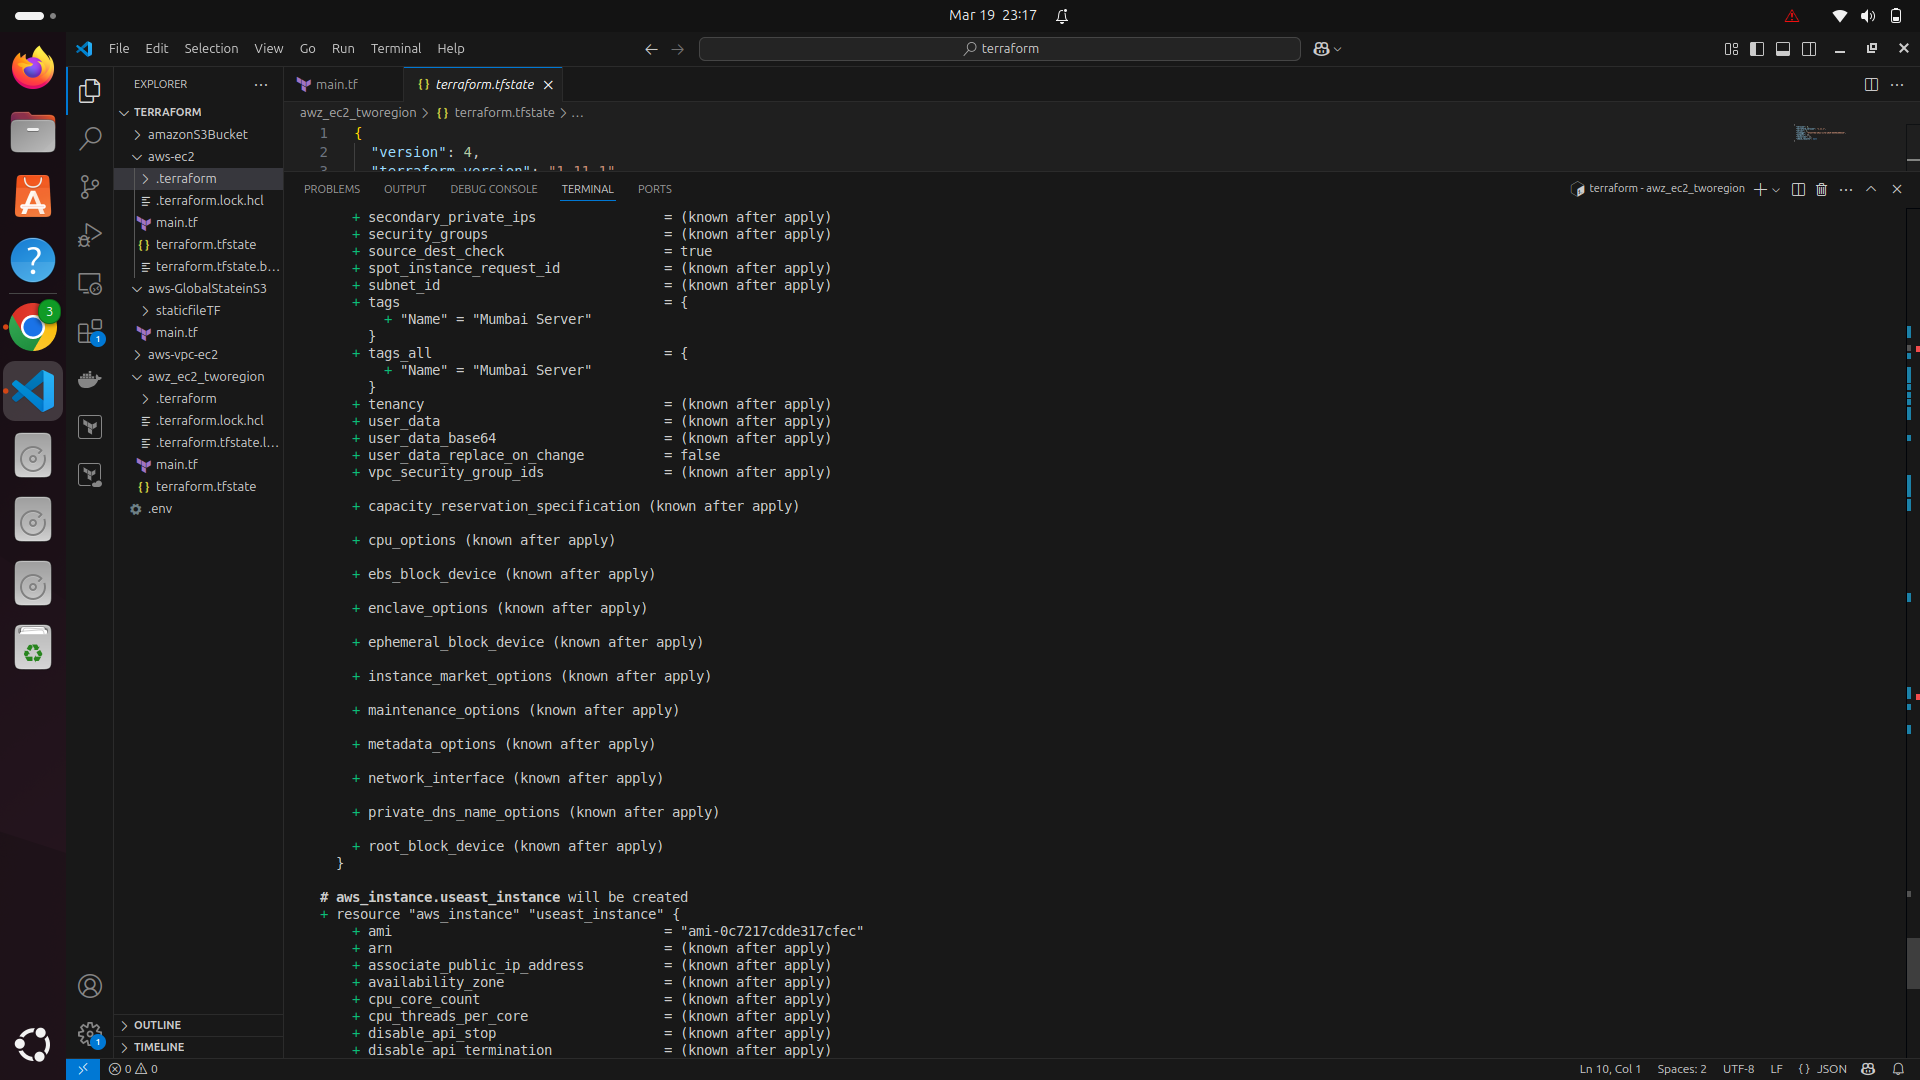 Mar 19 23:17
File Edit Selection View Go Run Terminal Help
terraform
EXPLORER
TERRAFORM
amazonS3Bucket
aws-ec2
.terraform
.terraform.lock.hcl
main.tf
terraform.tfstate
terraform.tfstate.b...
aws-GlobalStateinS3
staticfileTF
main.tf
aws-vpc-ec2
awz_ec2_tworegion
.terraform
.terraform.lock.hcl
.terraform.tfstate.l...
main.tf
terraform.tfstate
.env
OUTLINE
TIMELINE
3
1
1
main.tf
{} terraform.tfstate
awz_ec2_tworegion > {} terraform.tfstate > ...
1 {
2 "version": 4,
3 "terraform_version": "1.11.1"
PROBLEMS OUTPUT DEBUG CONSOLE TERMINAL PORTS
terraform - awz_ec2_tworegion
+ secondary_private_ips = (known after apply)
+ security_groups = (known after apply)
+ source_dest_check = true
+ spot_instance_request_id = (known after apply)
+ subnet_id = (known after apply)
+ tags = {
+ "Name" = "Mumbai Server"
}
+ tags_all = {
+ "Name" = "Mumbai Server"
}
+ tenancy = (known after apply)
+ user_data = (known after apply)
+ user_data_base64 = (known after apply)
+ user_data_replace_on_change = false
+ vpc_security_group_ids = (known after apply)
+ capacity_reservation_specification (known after apply)
+ cpu_options (known after apply)
+ ebs_block_device (known after apply)
+ enclave_options (known after apply)
+ ephemeral_block_device (known after apply)
+ instance_market_options (known after apply)
+ maintenance_options (known after apply)
+ metadata_options (known after apply)
+ network_interface (known after apply)
+ private_dns_name_options (known after apply)
+ root_block_device (known after apply)
}
# aws_instance.useast_instance will be created
+ resource "aws_instance" "useast_instance" {
+ ami = "ami-0c7217cdde317cfec"
+ arn = (known after apply)
+ associate_public_ip_address = (known after apply)
+ availability_zone = (known after apply)
+ cpu_core_count = (known after apply)
+ cpu_threads_per_core = (known after apply)
+ disable_api_stop = (known after apply)
+ disable_api_termination = (known after apply)
0 0
Ln 10, Col 1 Spaces: 2 UTF-8 LF {} JSON